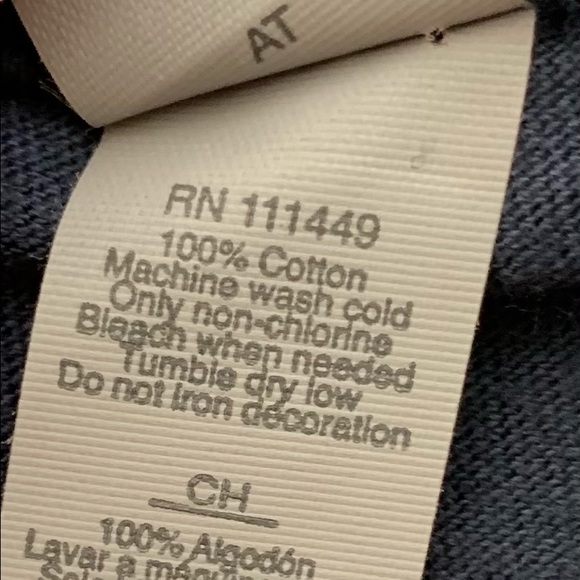 AT
RN 111449
100% Cotton
Machine wash cold
Only non-chlorine
Bleach when needed
Tumble dry low
Do not Iron decoration
CH
100% Algodón
Lavar a